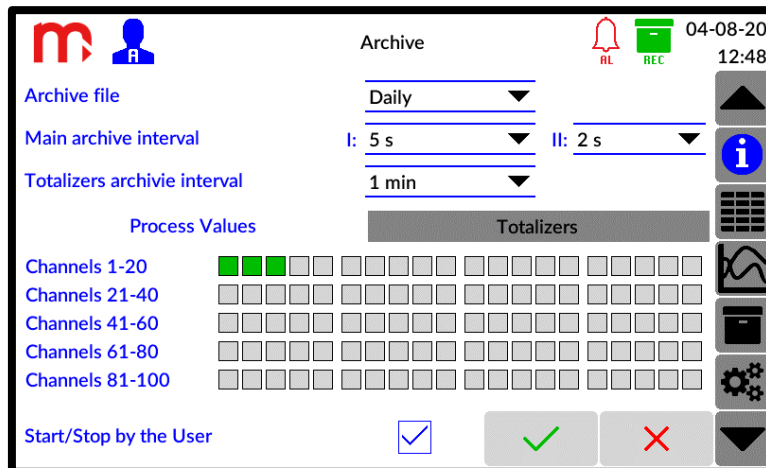 Archive
04-08-20
12:48
A
AL
REC
Archive file
Daily
Main archive interval
I: 5 s
II: 2 s
Totalizers archivie interval
1 min
Process Values
Totalizers
Channels 1-20
Channels 21-40
Channels 41-60
Channels 61-80
Channels 81-100
Start/Stop by the User